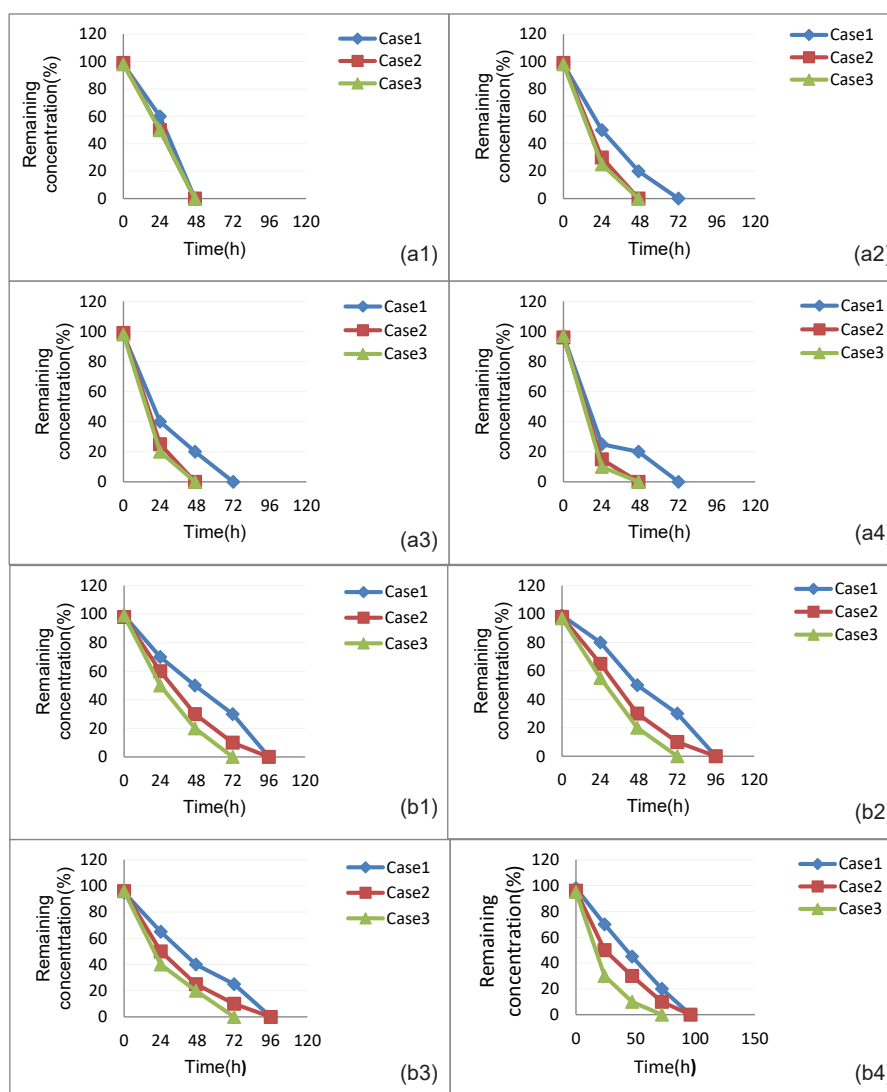 120
100
80
60
40
20
0
0 24 48 72 96 120
Remaining
concentration(%)
Time(h)
Case1
Case2
Case3
(a1)
120
100
80
60
40
20
0
0 24 48 72 96 120
Remaining
concentraion(%)
Time(h)
Case1
Case2
Case3
(a2)
120
100
80
60
40
20
0
0 24 48 72 96 120
Remaining
concentration(%)
Time(h)
Case1
Case2
Case3
(a3)
120
100
80
60
40
20
0
0 24 48 72 96 120
Remaining
concentration(%)
Time(h)
Case1
Case2
Case3
(a4)
120
100
80
60
40
20
0
0 24 48 72 96 120
Remaining
concentration(%)
Time(h)
Case1
Case2
Case3
(b1)
120
100
80
60
40
20
0
0 24 48 72 96 120
Remaining
concentration(%)
Time(h)
Case1
Case2
Case3
(b2)
120
100
80
60
40
20
0
0 24 48 72 96 120
Remaining
concentrtation(%)
Time(h)
Case1
Case2
Case3
(b3)
120
100
80
60
40
20
0
0 50 100 150
Remaining
concentration(%)
Time(h)
Case1
Case2
Case3
(b4)